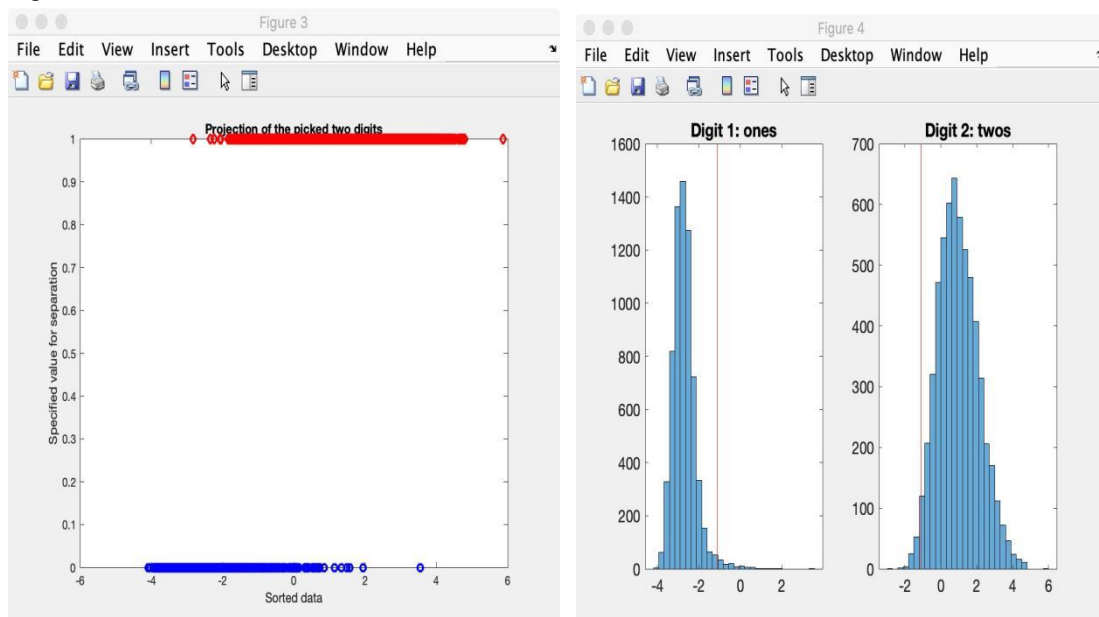 Figure 3
File Edit View Insert Tools Desktop Window Help
Projection of the picked two digits
1
0.9
0.8
0.7
0.6
0.5
0.4
0.3
0.2
0.1
0
Specified value for separation
-6 -4 -2 0 2 4 6
Sorted data
Figure 4
File Edit View Insert Tools Desktop Window Help
Digit 1: ones
1600
1400
1200
1000
800
600
400
200
0
-4 -2 0 2
Digit 2: twos
700
600
500
400
300
200
100
0
-2 0 2 4 6